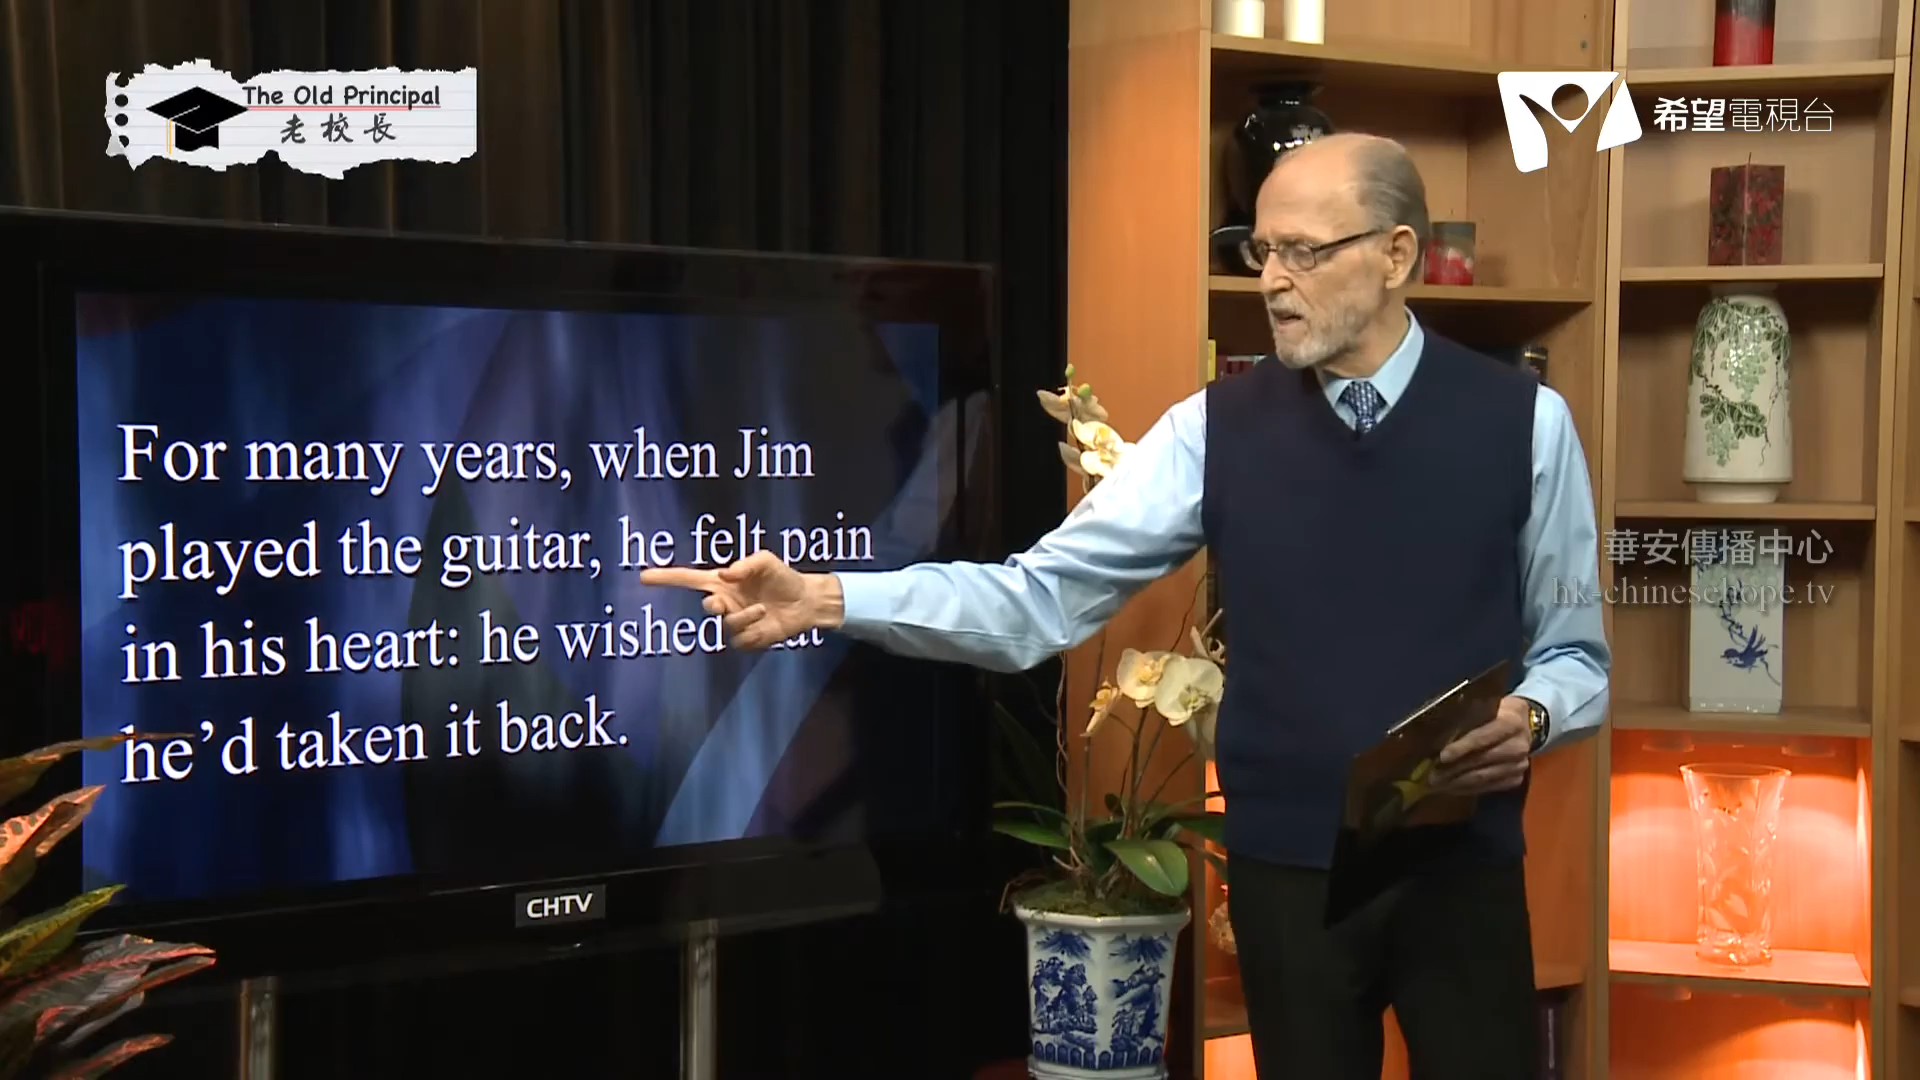 The Old Principal
老校長
希望電視台
For many years, when Jim
played the guitar, he felt pain
in his heart: he wished
he’d taken it back.
華安傳播中心
hk-chinesehope.tv
CHTV